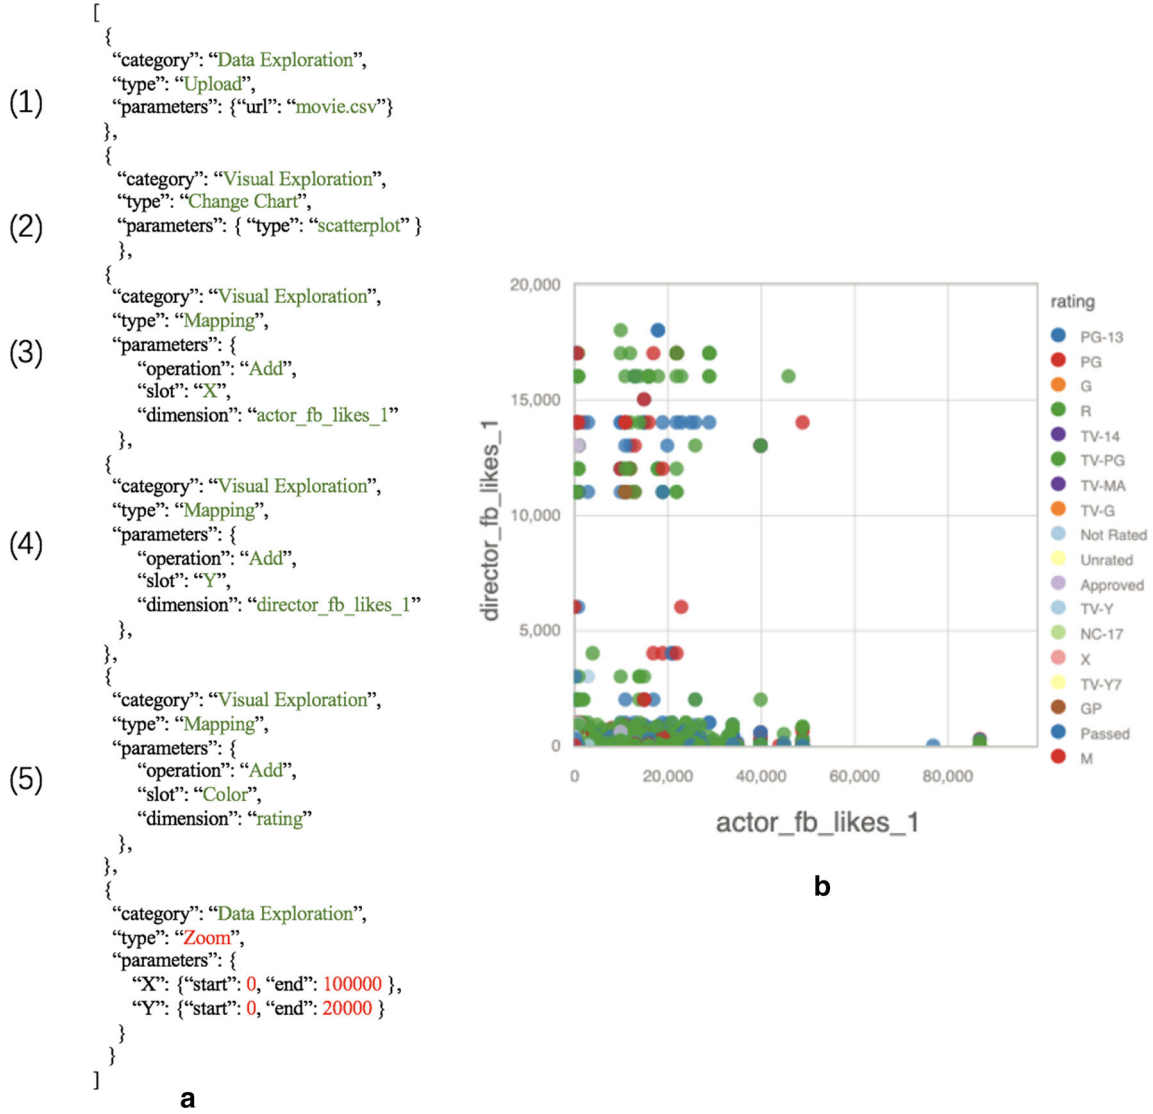 [
{
“category”: “Data Exploration”,
“type”: “Upload”,
(1)
“parameters”: {“url”: “movie.csv”}
},
{
“category”: “Visual Exploration”,
“type”: “Change Chart”,
(2)
“parameters”: { “type”: “scatterplot” }
},
{
“category”: “Visual Exploration”,
“type”: “Mapping”,
(3)
“parameters”: {
“operation”: “Add”,
“slot”: “X”,
“dimension”: “actor_fb_likes_1”
},
{
“category”: “Visual Exploration”,
“type”: “Mapping”,
“parameters”: {
(4)
“operation”: “Add”,
“slot”: “Y”,
“dimension”: “director_fb_likes_1”
},
},
{
“category”: “Visual Exploration”,
“type”: “Mapping”,
“parameters”: {
(5)
“operation”: “Add”,
“slot”: “Color”,
“dimension”: “rating”
},
},
{
“category”: “Data Exploration”,
“type”: “Zoom”,
“parameters”: {
“X”: {“start”: 0, “end”: 100000 },
“Y”: {“start”: 0, “end”: 20000 }
}
}
]
a
20,000
15,000
10,000
5,000
0
director_fb_likes_1
0
20,000
40,000
60,000
80,000
actor_fb_likes_1
rating
PG-13
PG
G
R
TV-14
TV-PG
TV-MA
TV-G
Not Rated
Unrated
Approved
TV-Y
NC-17
X
TV-Y7
GP
Passed
M
b